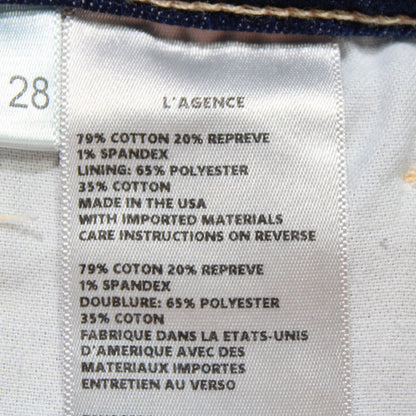 28
L'AGENCE
79% COTTON 20% REPREVE
1% SPANDEX
LINING: 65% POLYESTER
35% COTTON
MADE IN THE USA
WITH IMPORTED MATERIALS
CARE INSTRUCTIONS ON REVERSE
79% COTON 20% REPREVE
1% SPANDEX
DOUBLURE: 65% POLYESTER
35% COTON
FABRIQUE DANS LA ETATS-UNIS
D'AMERIQUE AVEC DES
MATERIAUX IMPORTES
ENTRETIEN AU VERSO